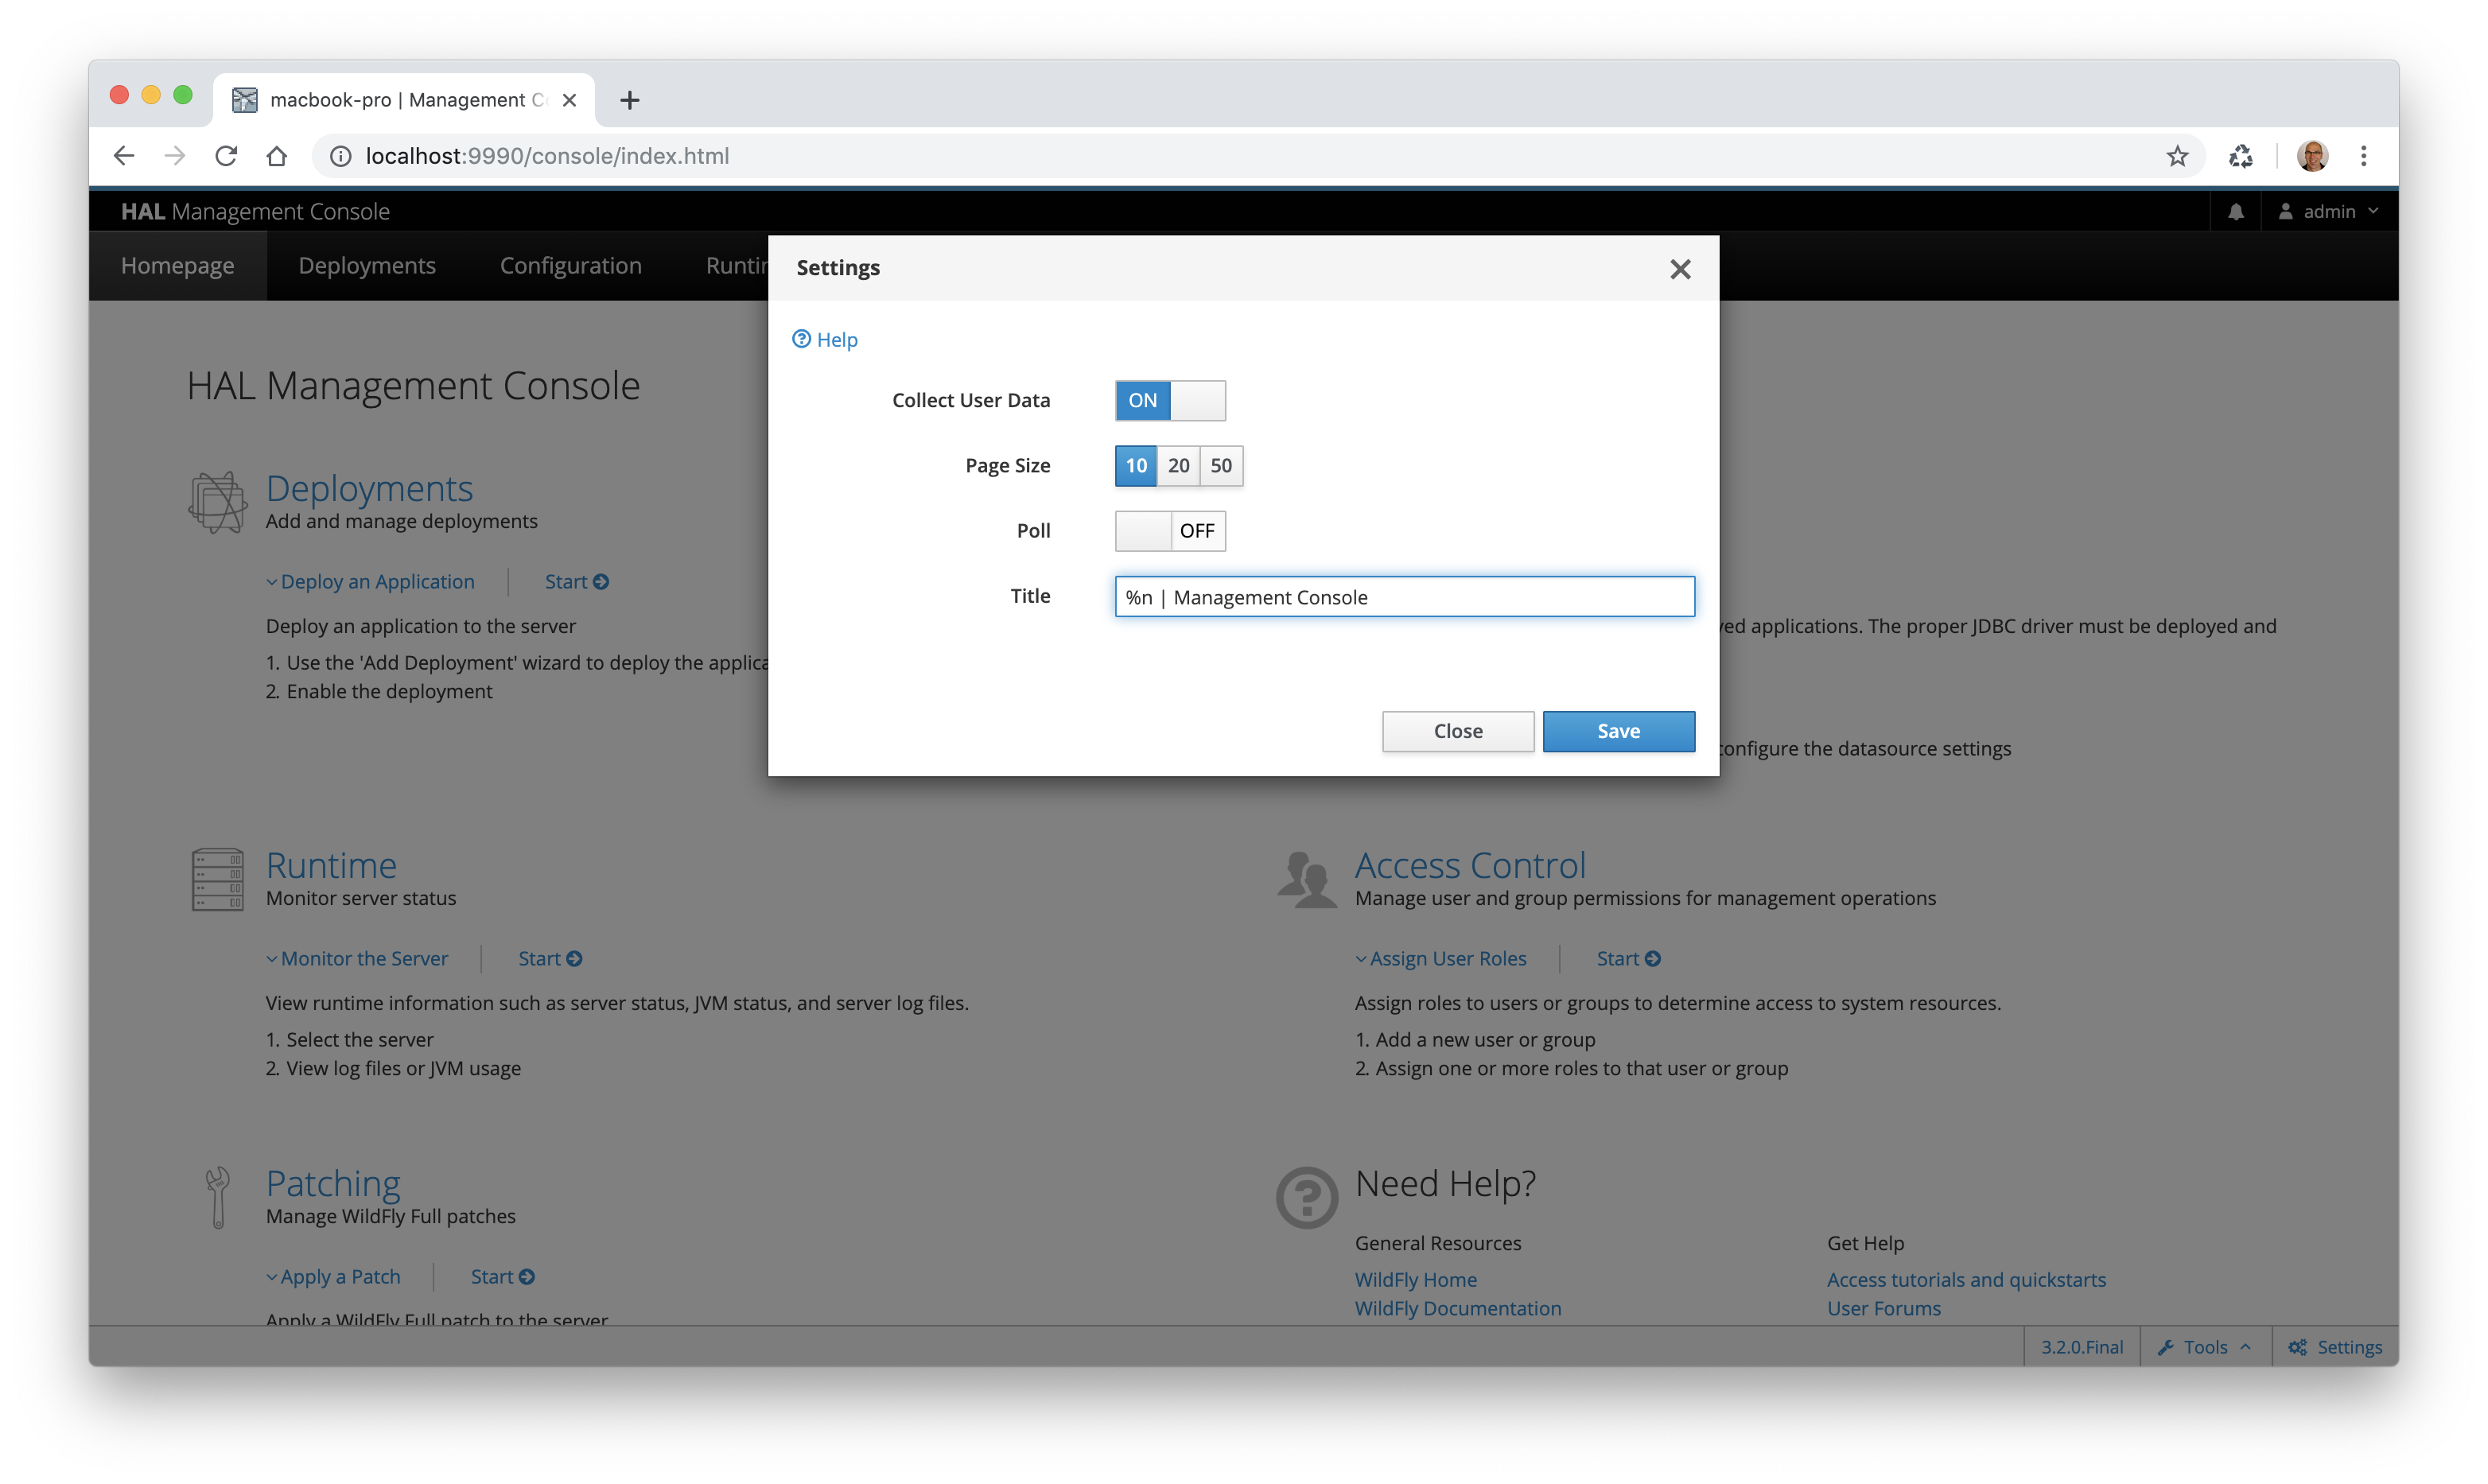 macbook-pro | Management C
localhost:9990/console/index.html
HAL Management Console
admin
Homepage
Deployments
Configuration
Settings
Help
Collect User Data
ON
Page Size
10 20 50
Poll
OFF
Title
%n | Management Console
Close
Save
HAL Management Console
Deployments
Add and manage deployments
Deploy an Application
Start
Deploy an application to the server
1. Use the 'Add Deployment' wizard to deploy the
2. Enable the deployment
applications. The proper JDBC driver must be deployed and
the datasource settings
Runtime
Monitor server status
Monitor the Server
Start
View runtime information such as server status, JVM status, and server log files.
1. Select the server
2. View log files or JVM usage
Access Control
Manage user and group permissions for management operations
Assign User Roles
Start
Assign roles to users or groups to determine access to system resources.
1. Add a new user or group
2. Assign one or more roles to that user or group
Patching
Manage WildFly Full patches
Apply a Patch
Start
Apply a WildFly Full patch to the server
Need Help?
General Resources
WildFly Home
WildFly Documentation
Get Help
Access tutorials and quickstarts
User Forums
3.2.0.Final
Tools
Settings